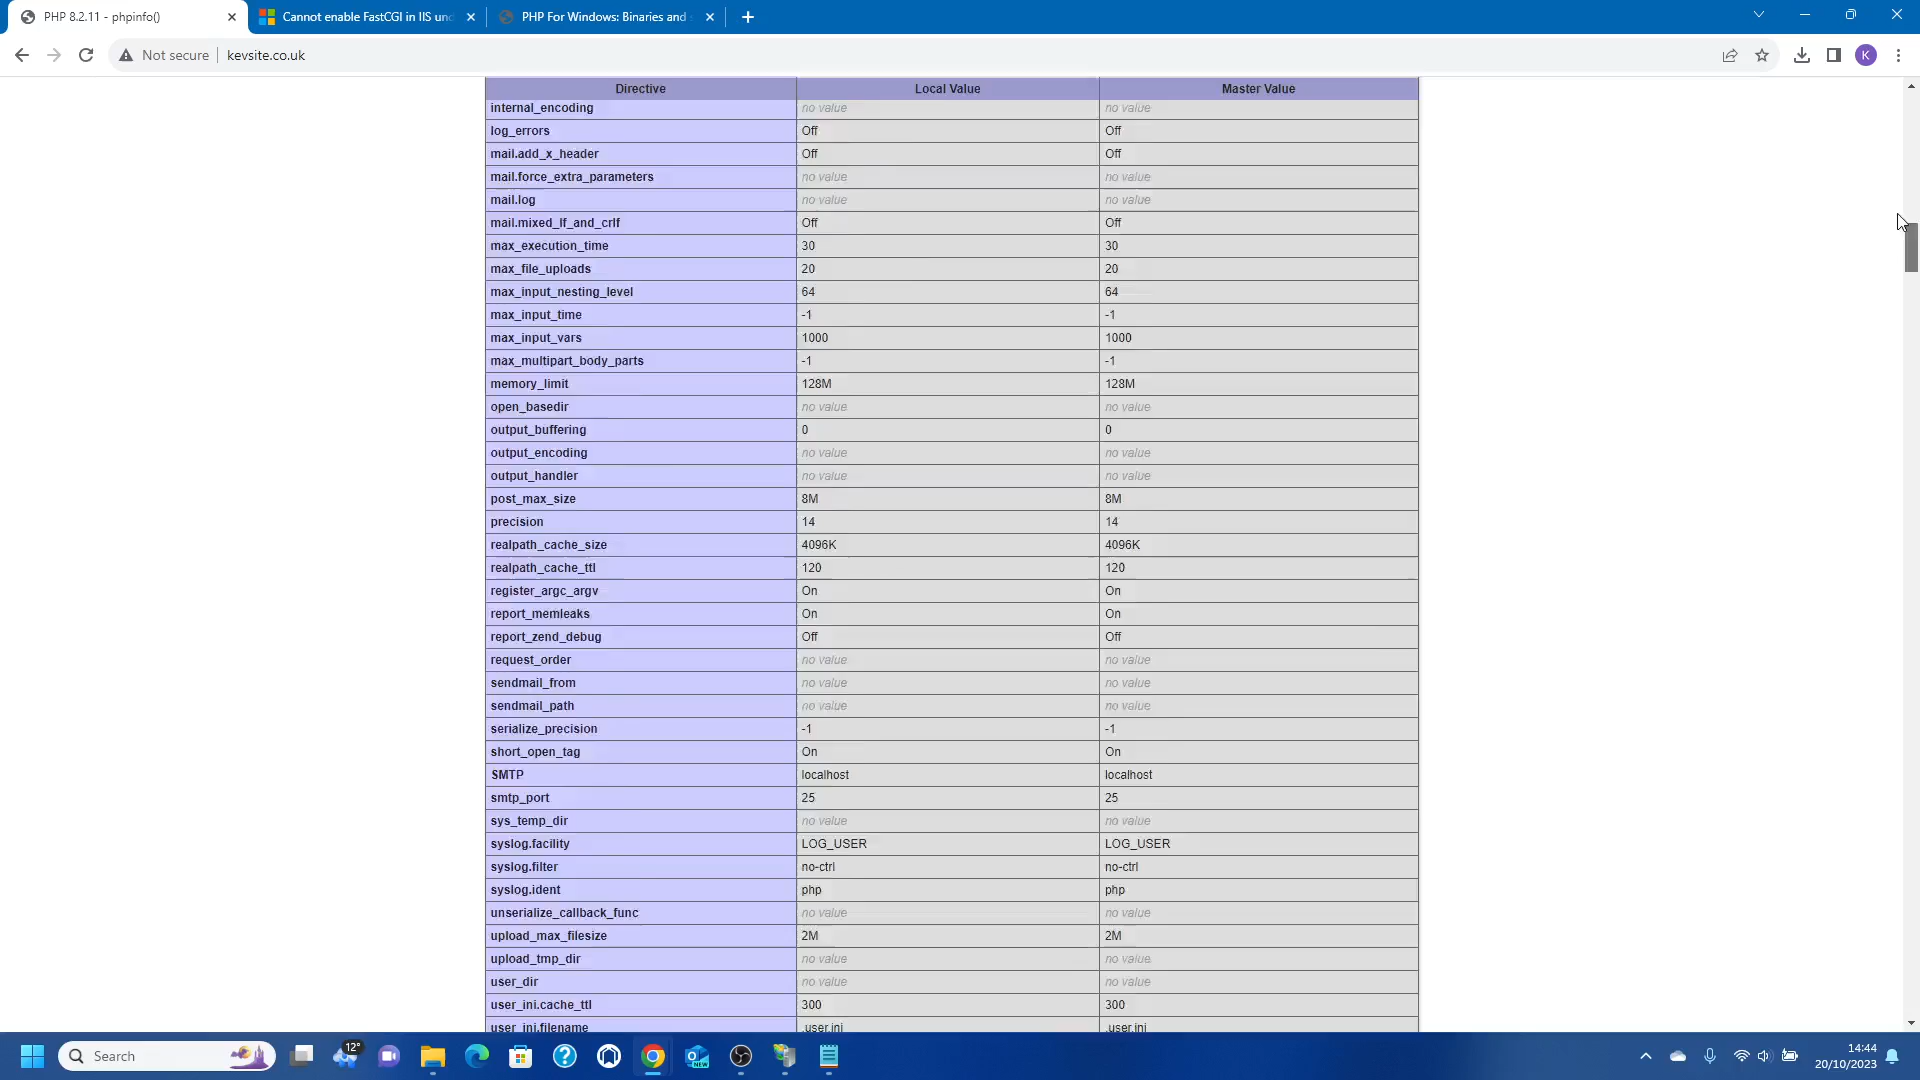 PHP 8.2.11 - phpinfo()
Cannot enable FastCGI in IIS und
PHP For Windows: Binaries and s
Not secure
kevsite.co.uk
K
Directive Local Value Master Value
internal_encoding no value no value
log_errors Off Off
mail.add_x_header Off Off
mail.force_extra_parameters no value no value
mail.log no value no value
mail.mixed_lf_and_crlf Off Off
max_execution_time 30 30
max_file_uploads 20 20
max_input_nesting_level 64 64
max_input_time -1 -1
max_input_vars 1000 1000
max_multipart_body_parts -1 -1
memory_limit 128M 128M
open_basedir no value no value
output_buffering 0 0
output_encoding no value no value
output_handler no value no value
post_max_size 8M 8M
precision 14 14
realpath_cache_size 4096K 4096K
realpath_cache_ttl 120 120
register_argc_argv On On
report_memleaks On On
report_zend_debug Off Off
request_order no value no value
sendmail_from no value no value
sendmail_path no value no value
serialize_precision -1 -1
short_open_tag On On
SMTP localhost localhost
smtp_port 25 25
sys_temp_dir no value no value
syslog.facility LOG_USER LOG_USER
syslog.filter no-ctrl no-ctrl
syslog.ident php php
unserialize_callback_func no value no value
upload_max_filesize 2M 2M
upload_tmp_dir no value no value
user_dir no value no value
user_ini.cache_ttl 300 300
user_ini.filename .user.ini .user.ini
Search
12°
NEW
14:44
20/10/2023